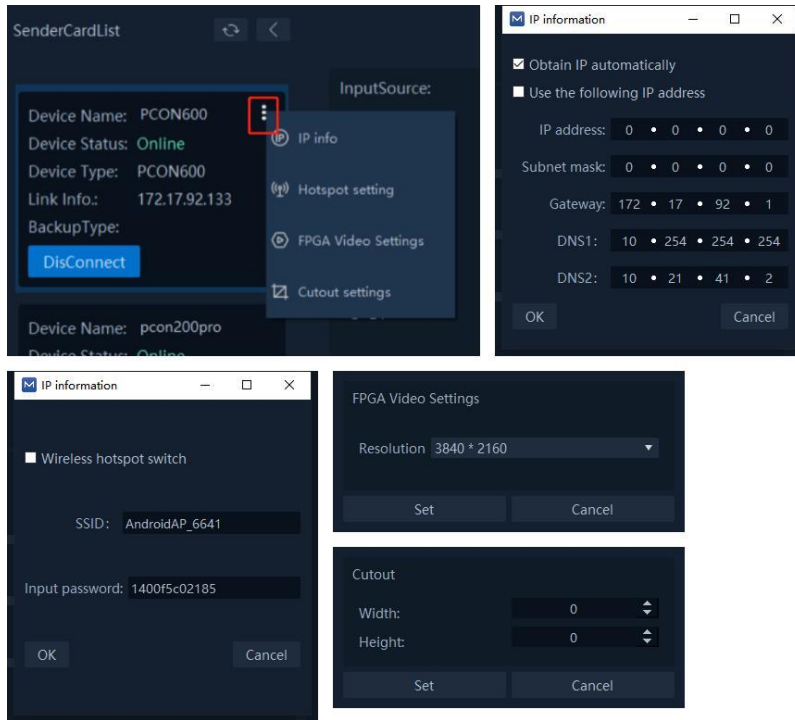 SenderCardList
InputSource:
Device Name: PCON600
Device Status: Online
Device Type: PCON600
Link Info.: 172.17.92.133
BackupType:
DisConnect
IP info
Hotspot setting
FPGA Video Settings
Cutout settings
Device Name: pcon200pro
Device Status: Online
IP information
Obtain IP automatically
Use the following IP address
IP address: 0 • 0 • 0 • 0
Subnet mask: 0 • 0 • 0 • 0
Gateway: 172 • 17 • 92 • 1
DNS1: 10 • 254 • 254 • 254
DNS2: 10 • 21 • 41 • 2
OK Cancel
IP information
Wireless hotspot switch
SSID: AndroidAP_6641
Input password: 1400f5c02185
OK Cancel
FPGA Video Settings
Resolution 3840 * 2160
Set Cancel
Cutout
Width: 0
Height: 0
Set Cancel